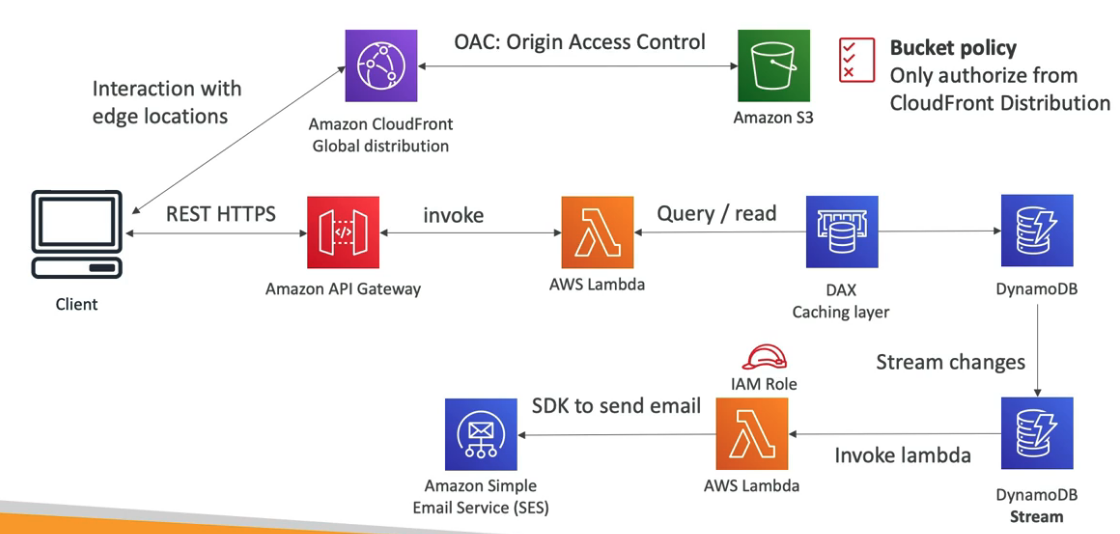 OAC: Origin Access Control
Bucket policy
Only authorize from
CloudFront Distribution
Interaction with
edge locations
Amazon CloudFront
Global distribution
Amazon S3
REST HTTPS
invoke
Query / read
</>
Client
Amazon API Gateway
AWS Lambda
DAX
Caching layer
DynamoDB
Stream changes
IAM Role
SDK to send email
Invoke lambda
Amazon Simple
Email Service (SES)
AWS Lambda
DynamoDB
Stream